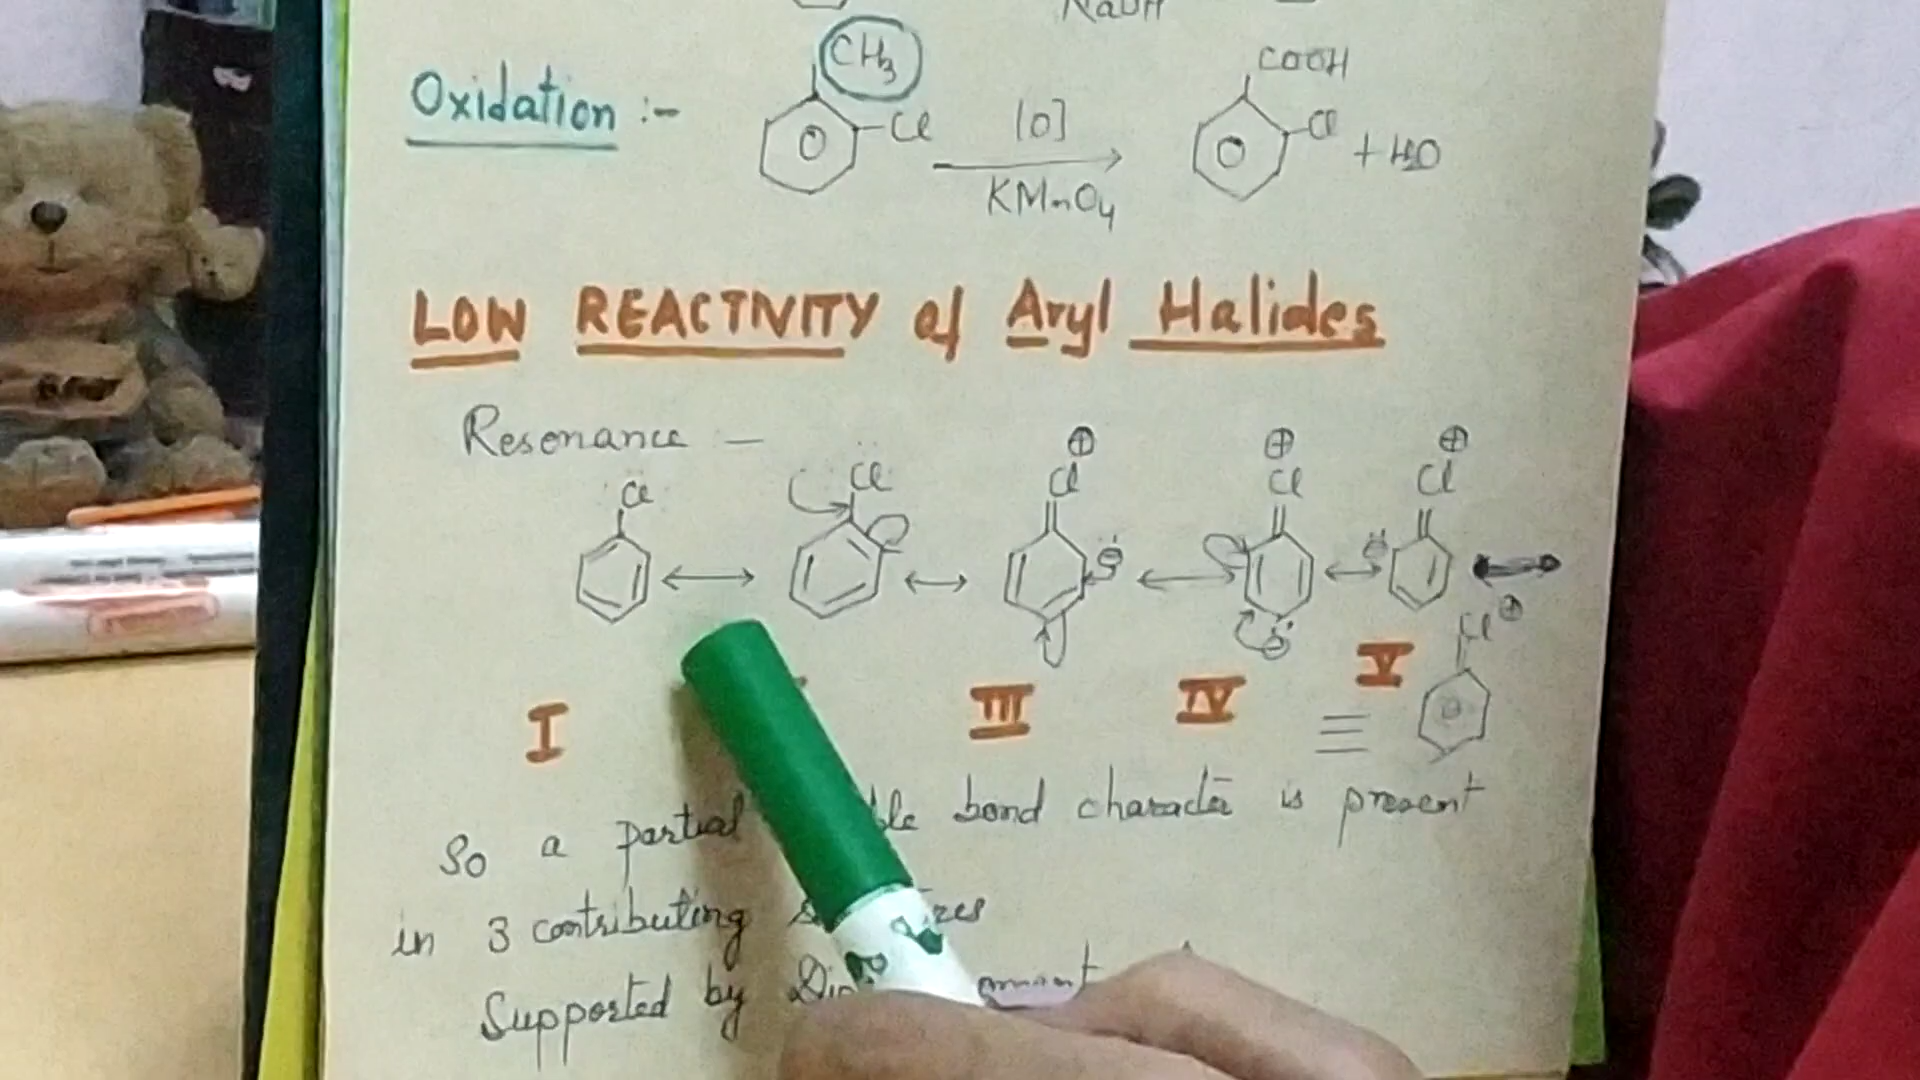 NaOH
CH3
COOH
Oxidation :- Cl [O] Cl + H2O
KMnO4
LOW REACTIVITY of Aryl Halides
Resonance -
Cl Cl Cl Cl Cl
Cl
I III IV V
So a partial bond character is present
in 3 contributing
Supported by